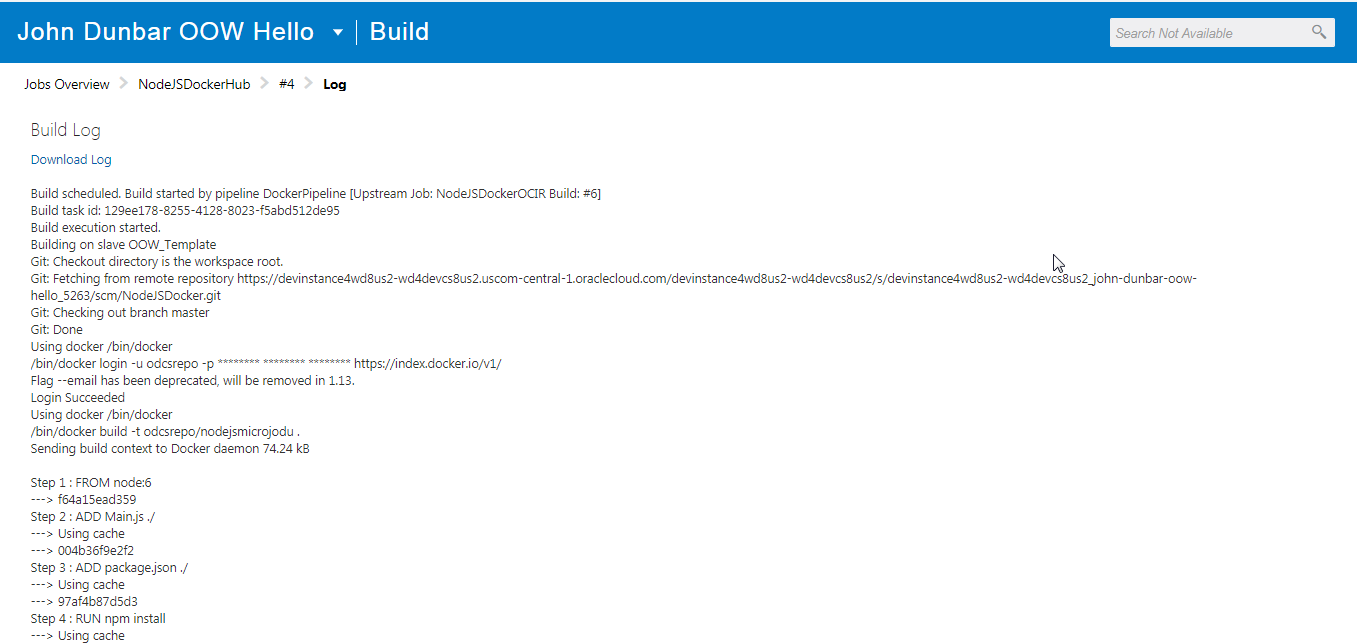 John Dunbar OOW Hello Build
Search Not Available
Jobs Overview NodeJSDockerHub #4 Log
Build Log
Download Log
Build scheduled. Build started by pipeline DockerPipeline [Upstream Job: NodeJSDockerOCIR Build: #6]
Build task id: 129ee178-8255-4128-8023-f5abd512de95
Build execution started.
Building on slave OOW_Template
Git: Checkout directory is the workspace root.
Git: Fetching from remote repository https://devinstance4wd8us2-wd4devcs8us2.uscom-central-1.oraclecloud.com/devinstance4wd8us2-wd4devcs8us2/s/devinstance4wd8us2-wd4devcs8us2_john-dunbar-oow-
hello_5263/scm/NodeJSDocker.git
Git: Checking out branch master
Git: Done
Using docker /bin/docker
/bin/docker login -u odcsrepo -p ******** ******** ******** https://index.docker.io/v1/
Flag --email has been deprecated, will be removed in 1.13.
Login Succeeded
Using docker /bin/docker
/bin/docker build -t odcsrepo/nodejsmicrojodu .
Sending build context to Docker daemon 74.24 kB
Step 1 : FROM node:6
---> f64a15ead359
Step 2 : ADD Main.js ./
---> Using cache
---> 004b36f9e2f2
Step 3 : ADD package.json ./
---> Using cache
---> 97af4b87d5d3
Step 4 : RUN npm install
---> Using cache